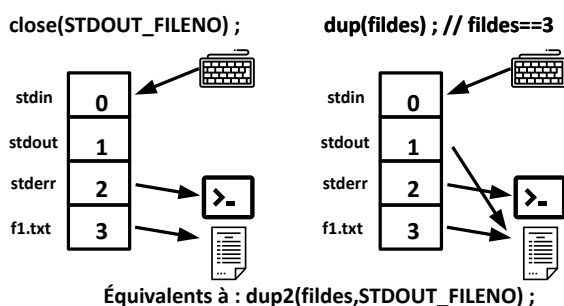 close(STDOUT_FILENO) ;
stdin 0
stdout 1
stderr 2
f1.txt 3
>_
dup(fildes) ; // fildes==3
stdin 0
stdout 1
stderr 2
f1.txt 3
>_
Équivalents à : dup2(fildes,STDOUT_FILENO) ;